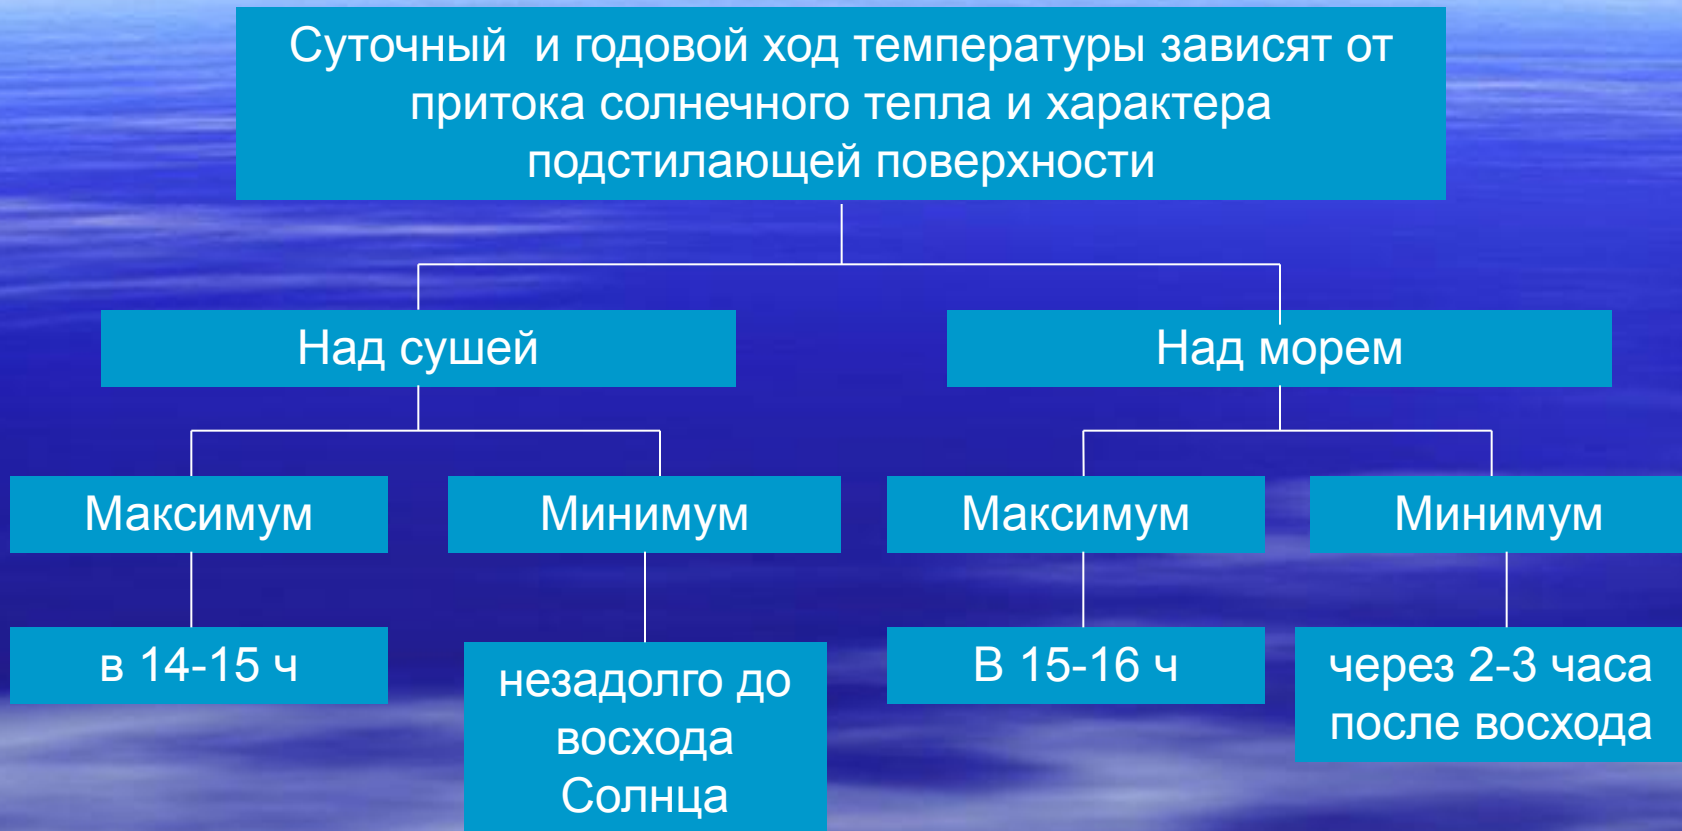 Суточный и годовой ход температуры зависят от
притока солнечного тепла и характера
подстилающей поверхности
Над сушей
Над морем
Максимум
Минимум
Максимум
Минимум
в 14-15 ч
незадолго до
восхода
Солнца
В 15-16 ч
через 2-3 часа
после восхода